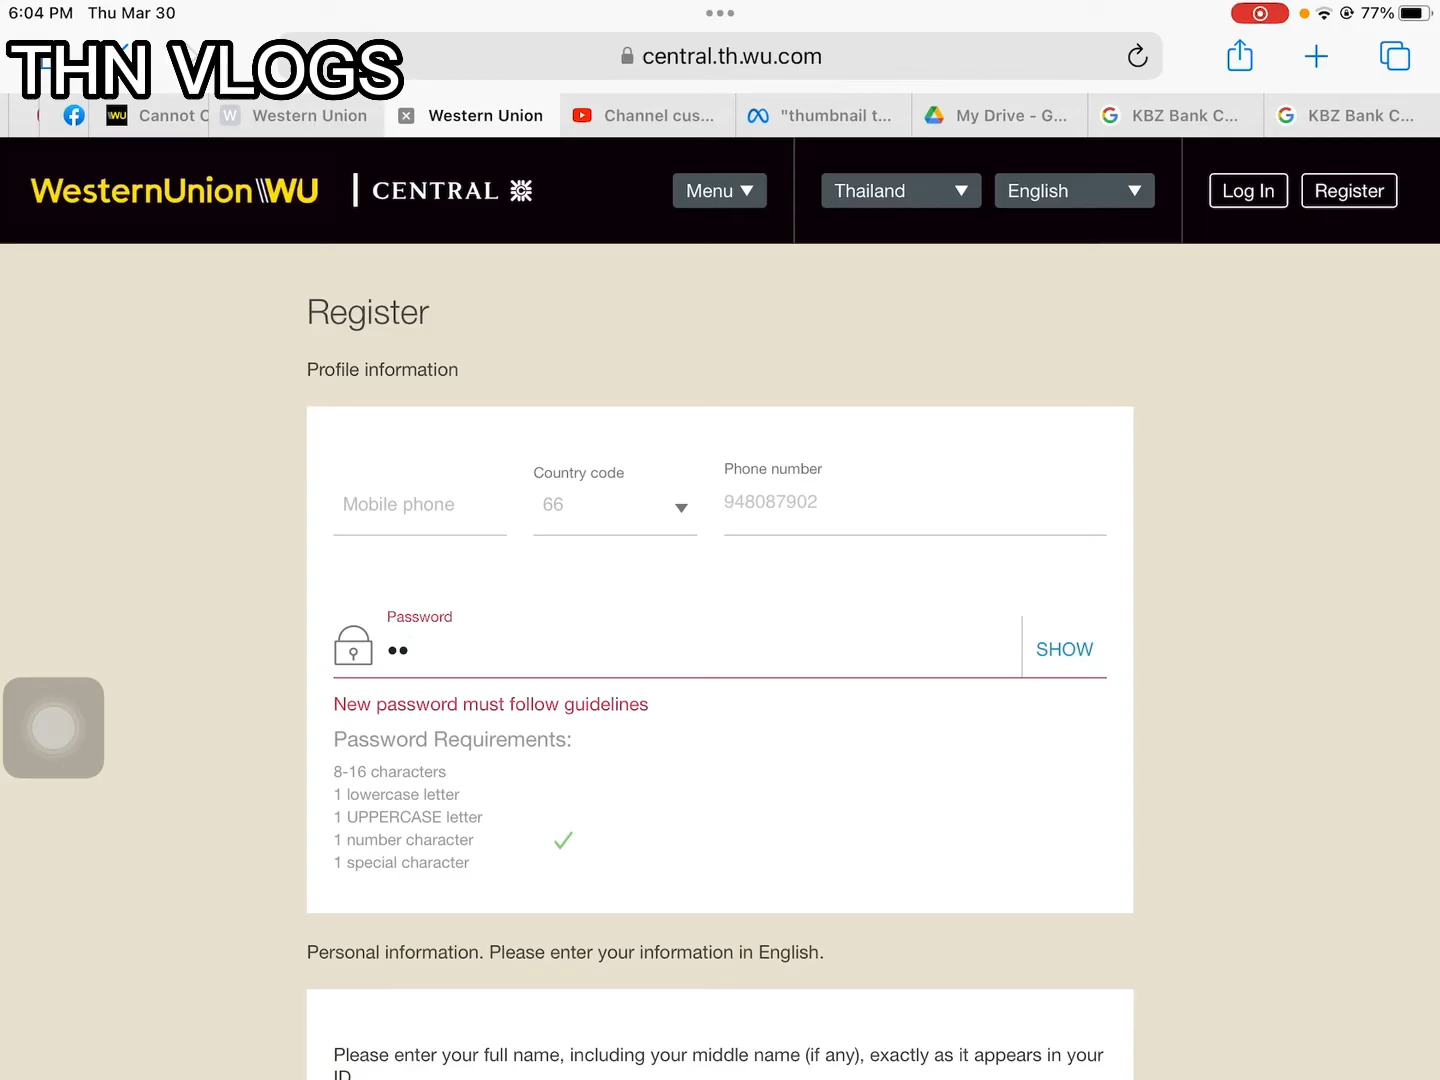 6:04 PM Thu Mar 30
77%
THN VLOGS
central.th.wu.com
WU Cannot C
W Western Union
Western Union
Channel cus...
"thumbnail t...
My Drive - G...
KBZ Bank C...
KBZ Bank C...
WesternUnion WU
CENTRAL
Menu
Thailand
English
Log In
Register
Register
Profile information
Country code
Phone number
Mobile phone
66
948087902
Password
SHOW
New password must follow guidelines
Password Requirements:
8-16 characters
1 lowercase letter
1 UPPERCASE letter
1 number character
1 special character
Personal information. Please enter your information in English.
Please enter your full name, including your middle name (if any), exactly as it appears in your
ID